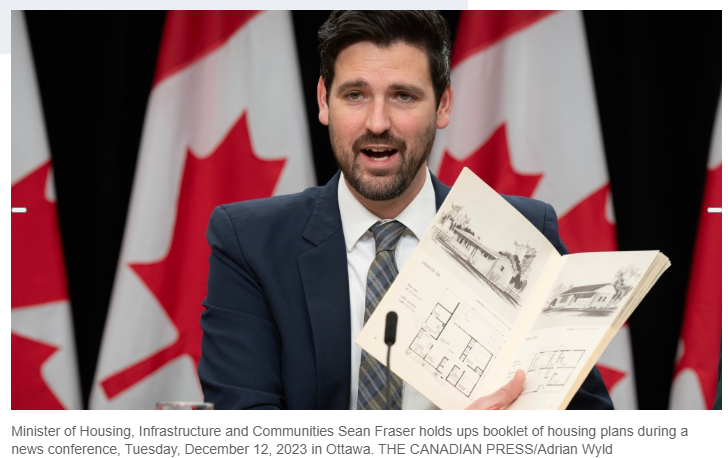 Minister of Housing, Infrastructure and Communities Sean Fraser holds ups booklet of housing plans during a
news conference, Tuesday, December 12, 2023 in Ottawa. THE CANADIAN PRESS/Adrian Wyld